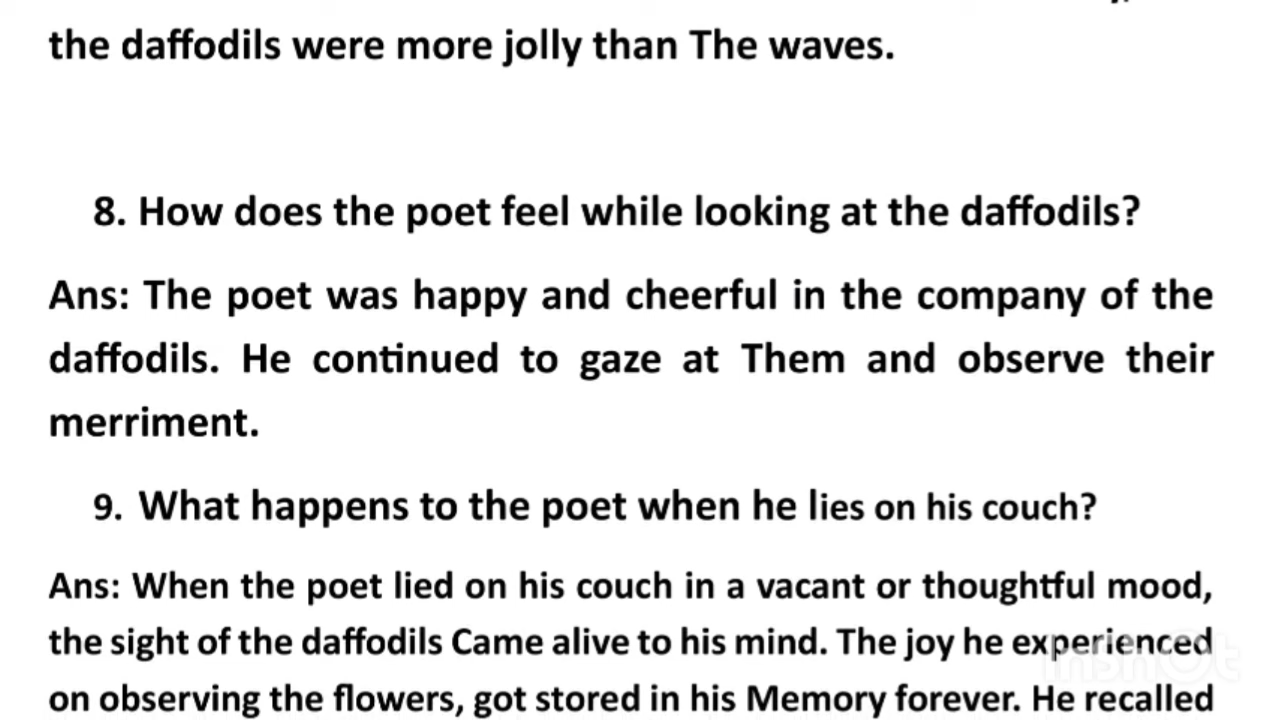 the daffodils were more jolly than The waves.
8. How does the poet feel while looking at the daffodils?
Ans: The poet was happy and cheerful in the company of the
daffodils. He continued to gaze at Them and observe their
merriment.
9. What happens to the poet when he lies on his couch?
Ans: When the poet lied on his couch in a vacant or thoughtful mood,
the sight of the daffodils Came alive to his mind. The joy he experienced
on observing the flowers, got stored in his Memory forever. He recalled
InShOt